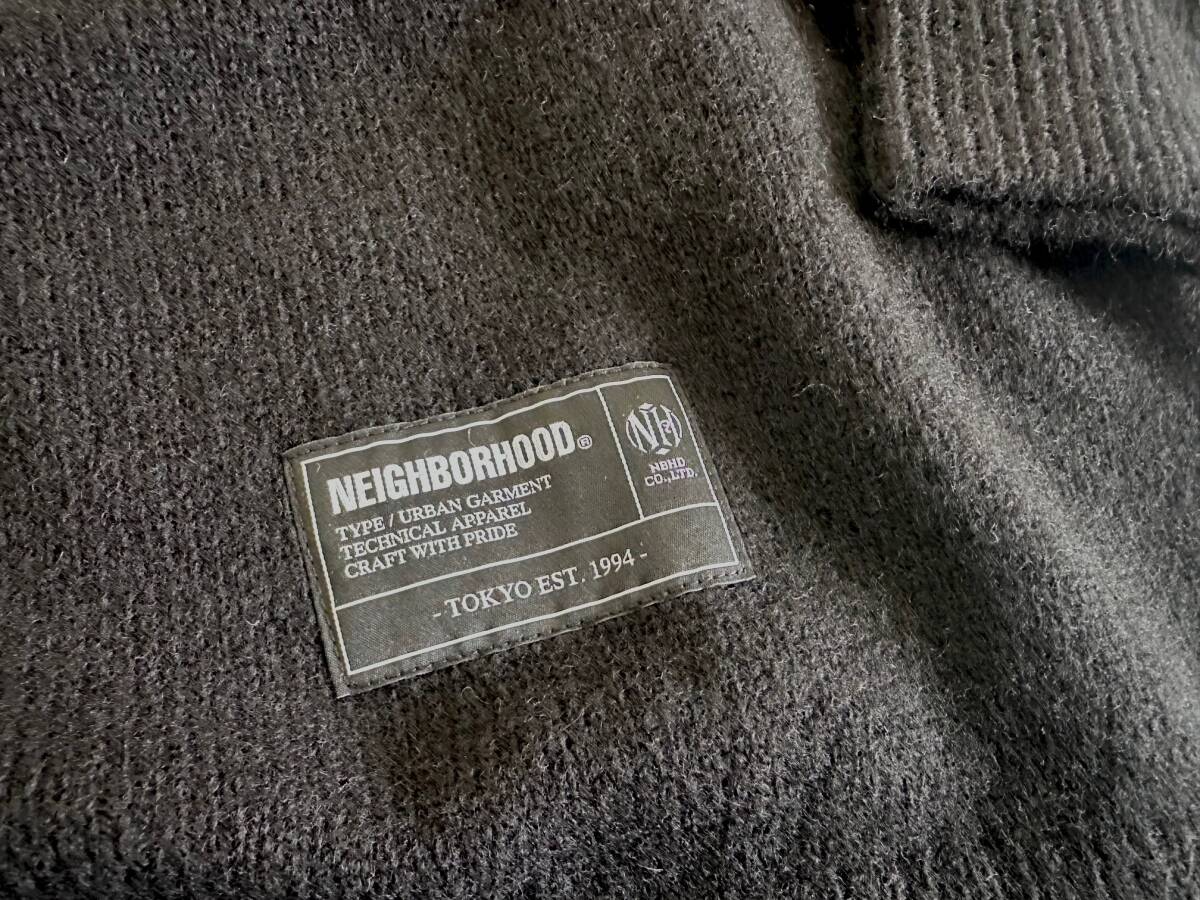 NEIGHBORHOOD®
TYPE / URBAN GARMENT
TECHNICAL APPAREL
CRAFT WITH PRIDE
NH
NBHD
CO.,LTD.
- TOKYO EST. 1994 -